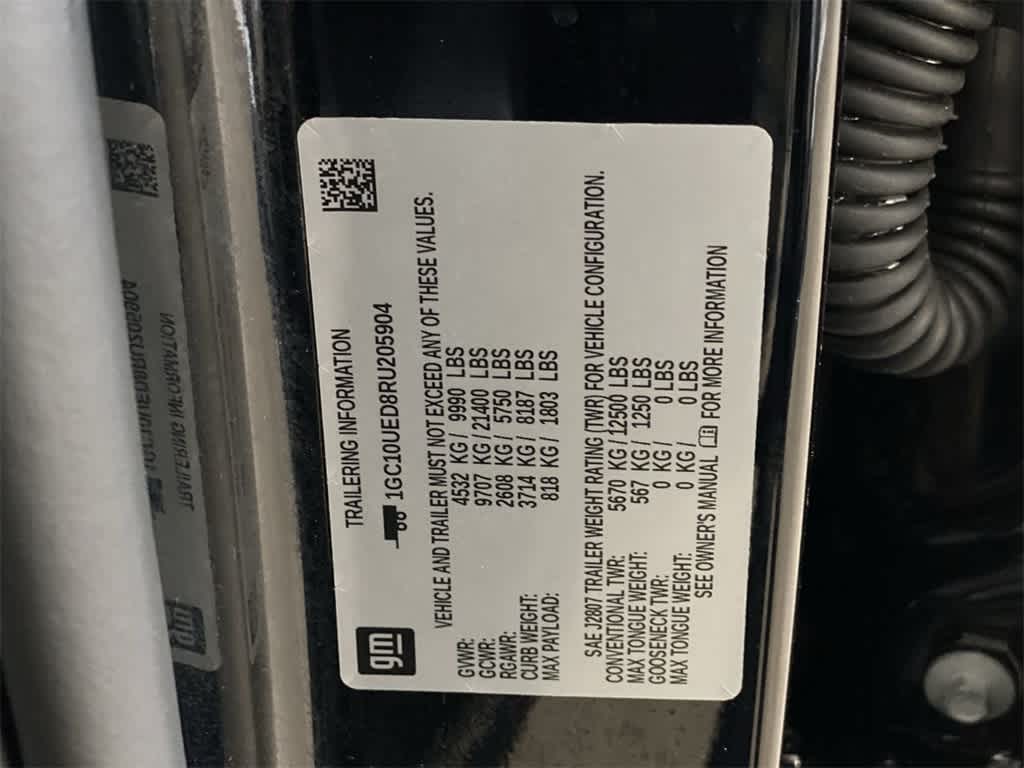 gm
TRAILERING INFORMATION
1GC10UED8RU205904
VEHICLE AND TRAILER MUST NOT EXCEED ANY OF THESE VALUES.
GVWR: 4532 KG/ 9990 LBS
GCWR: 9707 KG/ 21400 LBS
RGAWR: 2608 KG/ 5750 LBS
CURB WEIGHT: 3714 KG/ 8187 LBS
MAX PAYLOAD: 818 KG/ 1803 LBS
SAE J2807 TRAILER WEIGHT RATING (TWR) FOR VEHICLE CONFIGURATION.
CONVENTIONAL TWR: 5670 KG/ 12500 LBS
MAX TONGUE WEIGHT: 567 KG/ 1250 LBS
GOOSENECK TWR: 0 KG/ 0 LBS
MAX TONGUE WEIGHT: 0 KG/ 0 LBS
SEE OWNER'S MANUAL FOR MORE INFORMATION
gm
TRAILERING INFORMATION